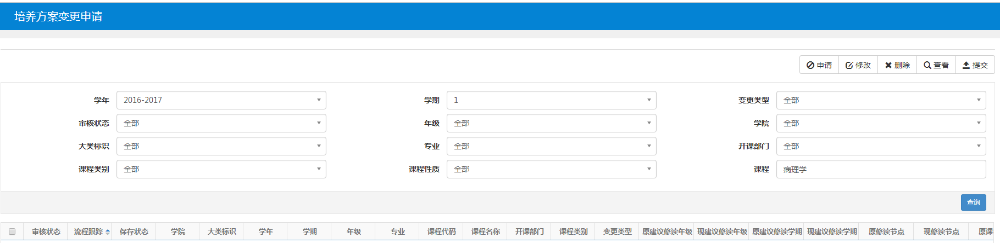 培养方案变更申请
申请 修改 删除 查看 提交
学年 2016-2017 学期 1 变更类型 全部
审核状态 全部 年级 全部 学院 全部
大类标识 全部 专业 全部 开课部门 全部
课程类别 全部 课程性质 全部 课程 病理学
查询
审核状态 流程跟踪 保存状态 学院 大类标识 学年 学期 年级 专业 课程代码 课程名称 开课部门 课程类别 变更类型 原建议修读年级 现建议修读年级 原建议修读学期 现建议修读学期 原修读节点 现修读节点 原课